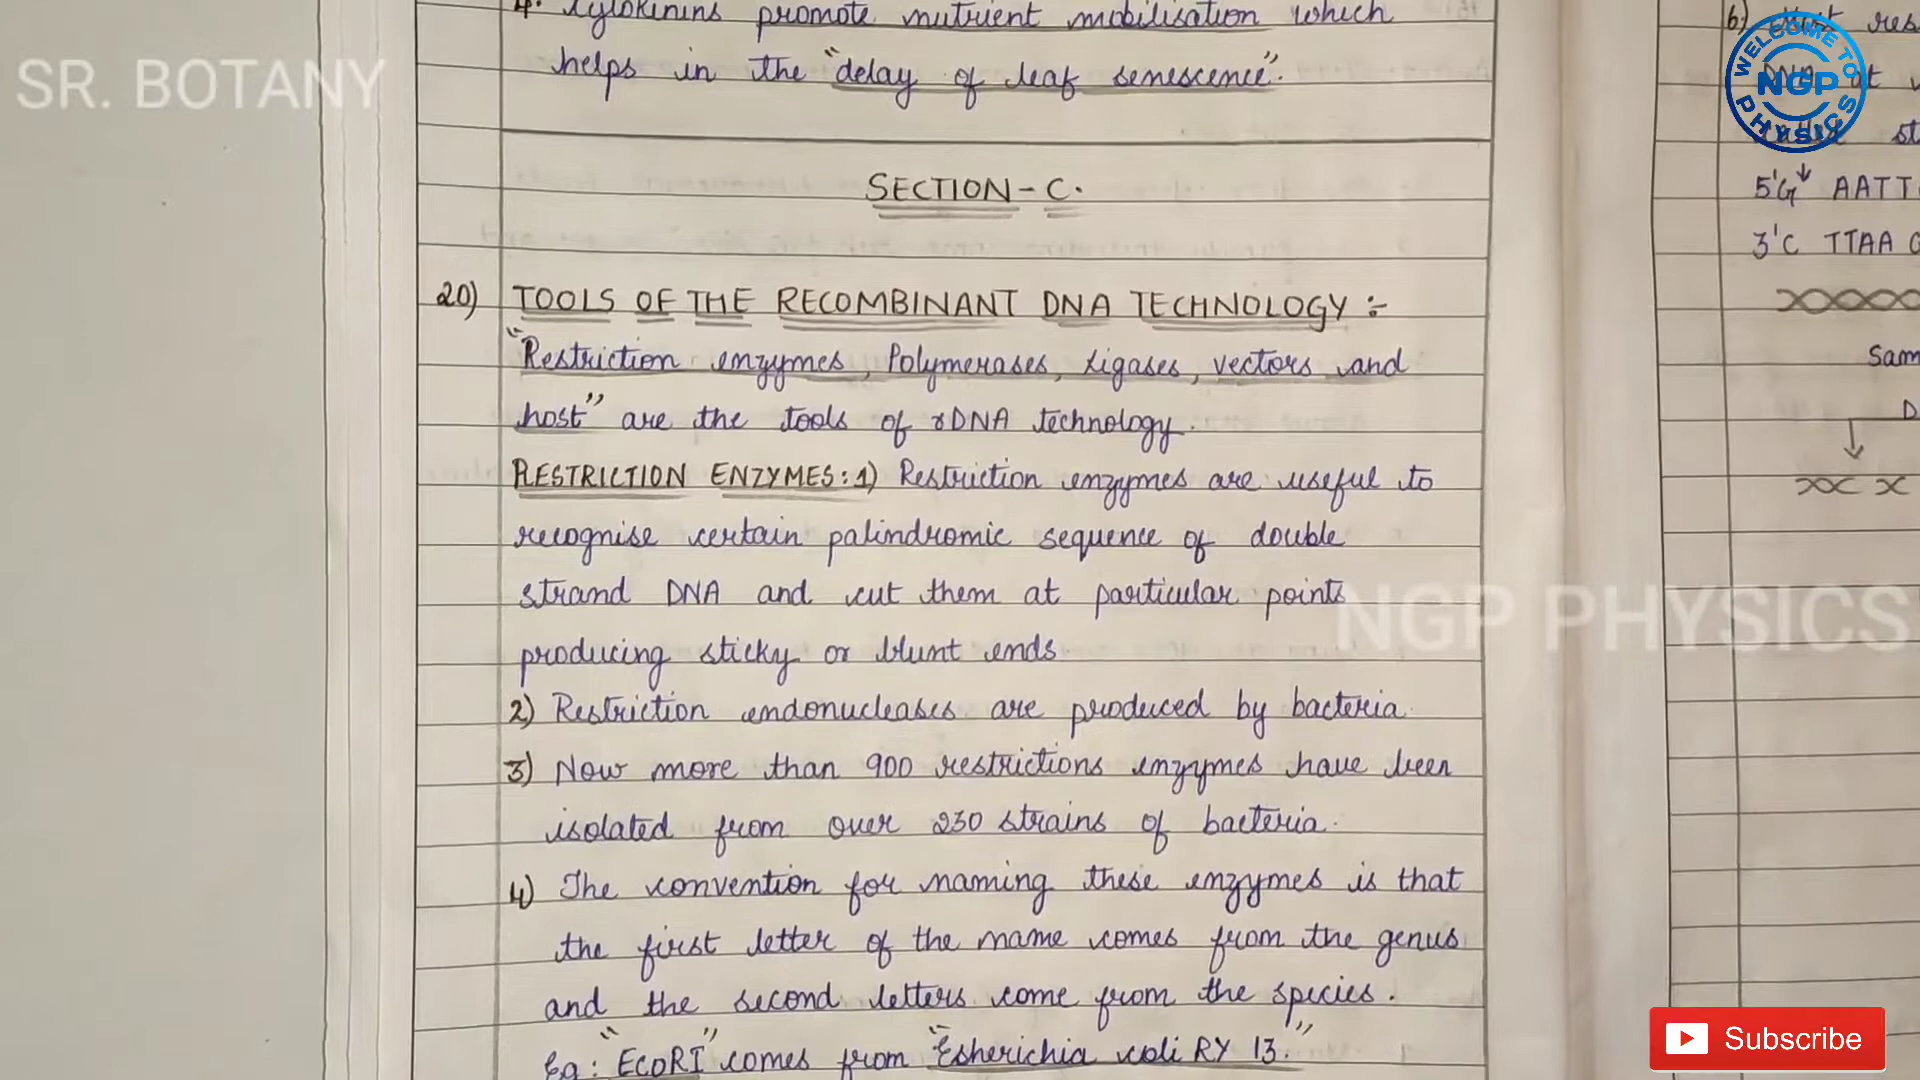 4. Cytokinins promote nutrient mobilisation which
helps in the "delay of leaf senescence".
SECTION - C.
20) TOOLS OF THE RECOMBINANT DNA TECHNOLOGY :-
"Restriction enzymes, Polymerases, Ligases, vectors and
host" are the tools of rDNA technology.
RESTRICTION ENZYMES: 1) Restriction enzymes are useful to
recognise certain palindromic sequence of double
strand DNA and cut them at particular points
producing sticky or blunt ends
2) Restriction endonucleases are produced by bacteria.
3) Now more than 900 restrictions enzymes have been
isolated from over 230 strains of bacteria.
4) The convention for naming these enzymes is that
the first letter of the name comes from the genus
and the second letters come from the species.
Eg: "EcoRI" comes from "Esherichia coli RY 13."
6) res
DNA at
st
5'G↓ AATT
3'C TTAA
Sam
D
SR. BOTANY
WELCOME TO
NGP
PHYSICS
NGP PHYSICS
Subscribe